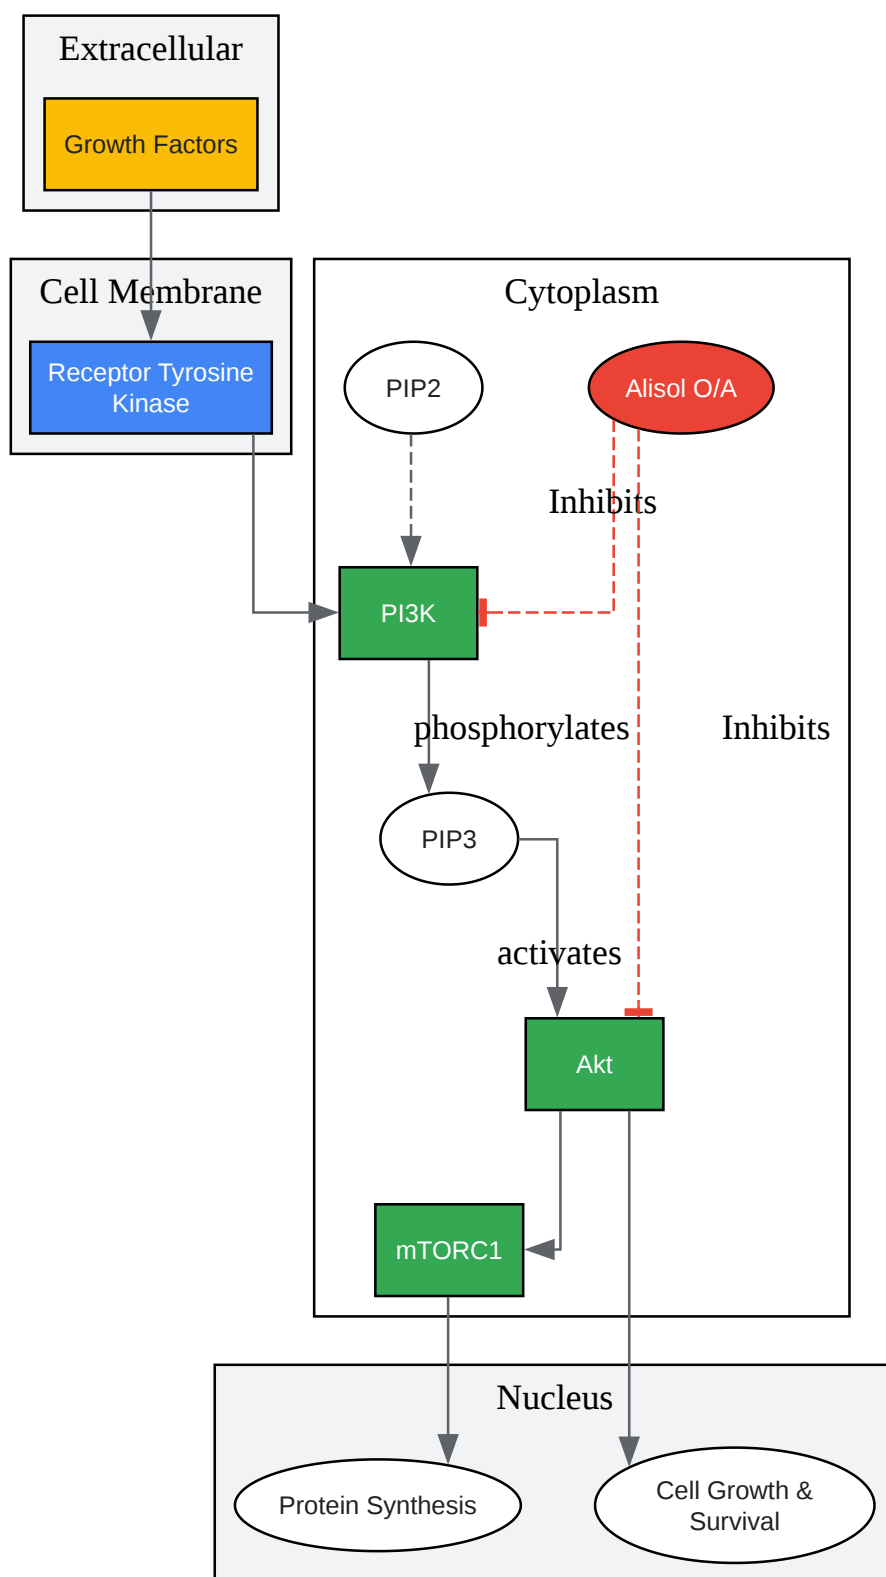 Extracellular
Growth Factors
Cell Membrane
Receptor Tyrosine
Kinase
Cytoplasm
PIP2
Alisol O/A
Inhibits
PI3K
phosphorylates
Inhibits
PIP3
activates
Akt
mTORC1
Nucleus
Protein Synthesis
Cell Growth &
Survival